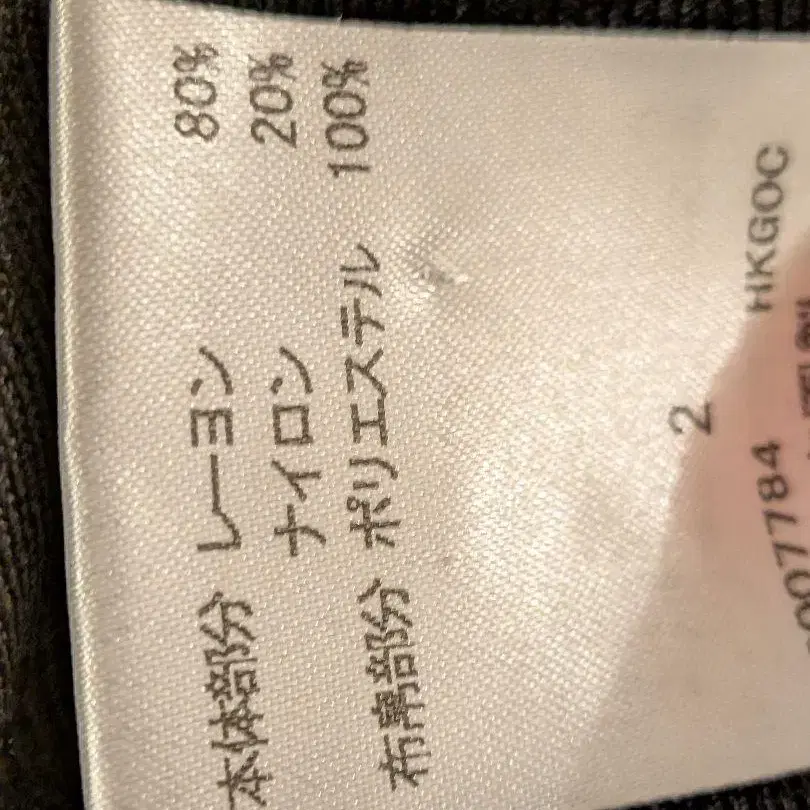 本体部分 レーヨン 80%
ナイロン 20%
布帛部分 ポリエステル 100%
2
0077784 HKGOC